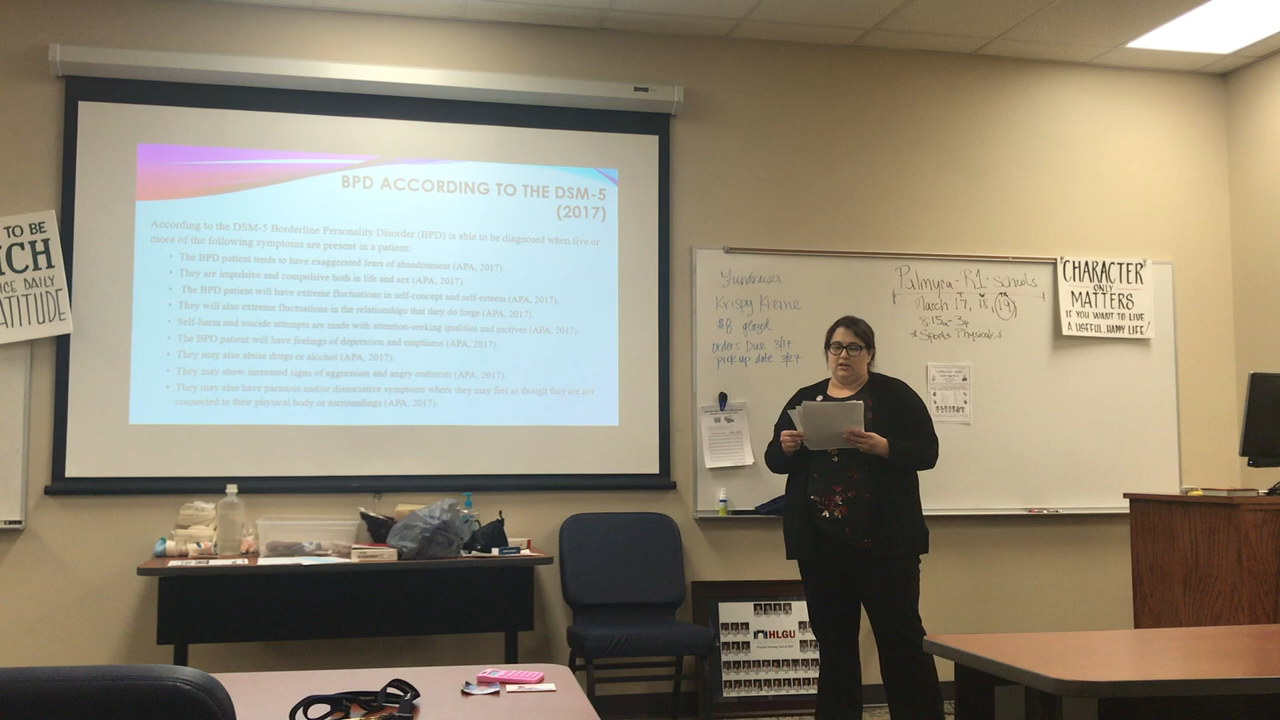 TO BE
ICH
ICE DAILY
ATTITUDE
BPD ACCORDING TO THE DSM-5
(2017)
According to the DSM-5 Borderline Personality Disorder (BPD) is able to be diagnosed when five or
more of the following symptoms are present in a patient:
• The BPD patient tends to have exaggerated fears of abandonment (APA, 2017).
• They are impulsive and compulsive both in life and sex (APA, 2017).
• The BPD patient will have extreme fluctuations in self-concept and self-esteem (APA, 2017).
• They will also extreme fluctuations in the relationships that they do forge (APA, 2017).
• Self-harm and suicide attempts are made with attention-seeking qualities and motives (APA, 2017).
• The BPD patient will have feelings of depression and emptiness (APA, 2017).
• They may also abuse drugs or alcohol (APA, 2017).
• They may show increased signs of aggression and angry outbursts (APA, 2017).
• They may also have paranoia and/or dissociative symptoms where they may feel as though they are not
connected to their physical body or surroundings (APA, 2017).
Fundraiser
Krispy Kreme
$8 glazed
orders Due 3/17
pick up date 3/27
Palmyra-R1-Schools
March 17, 18, 19
8:15a-3p
* Sports Physicals
CHARACTER
ONLY
MATTERS
IF YOU WANT TO LIVE
A USEFUL, HAPPY LIFE!
HLGU